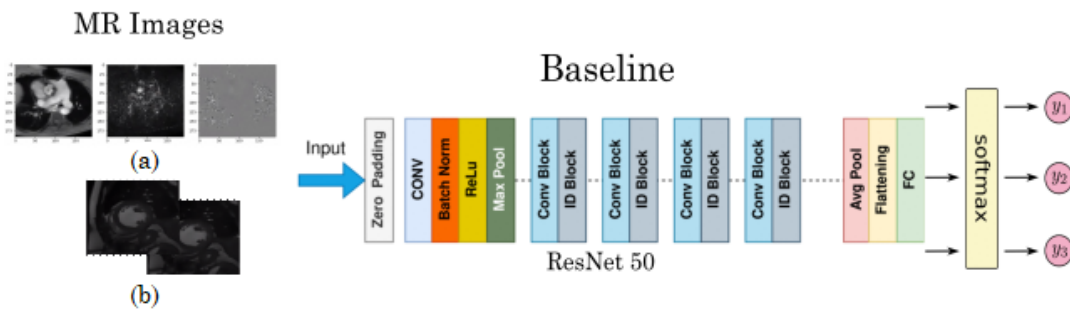 MR Images
(a)
(b)
Baseline
Input
Zero Padding
CONV
Batch Norm
ReLu
Max Pool
Conv Block
ID Block
Conv Block
ID Block
Conv Block
ID Block
Conv Block
ID Block
Avg Pool
Flattening
FC
ResNet 50
softmax
y1
y2
y3